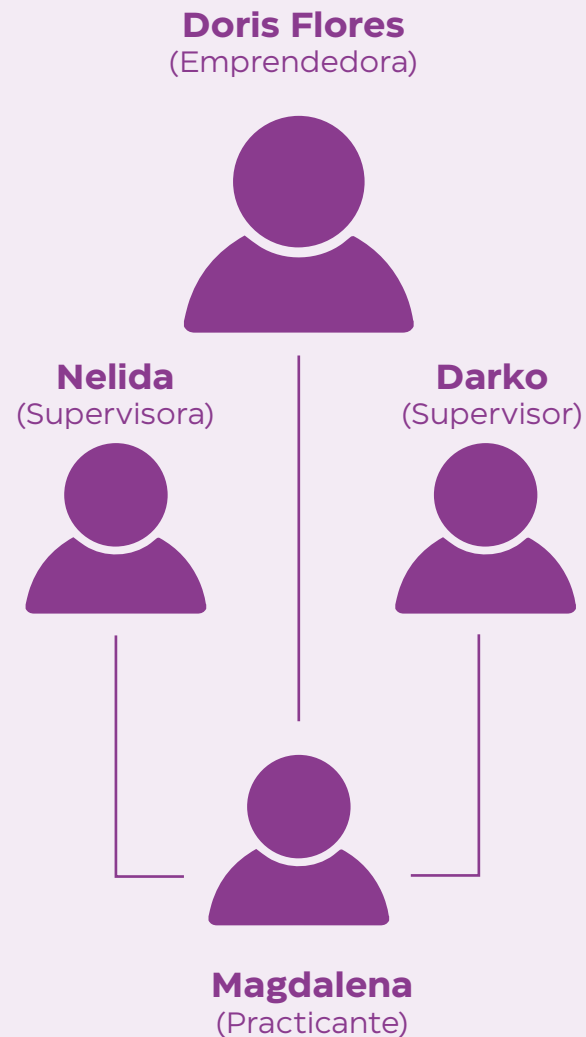 Doris Flores
(Emprendedora)
Nelida
(Supervisora)
Darko
(Supervisor)
Magdalena
(Practicante)